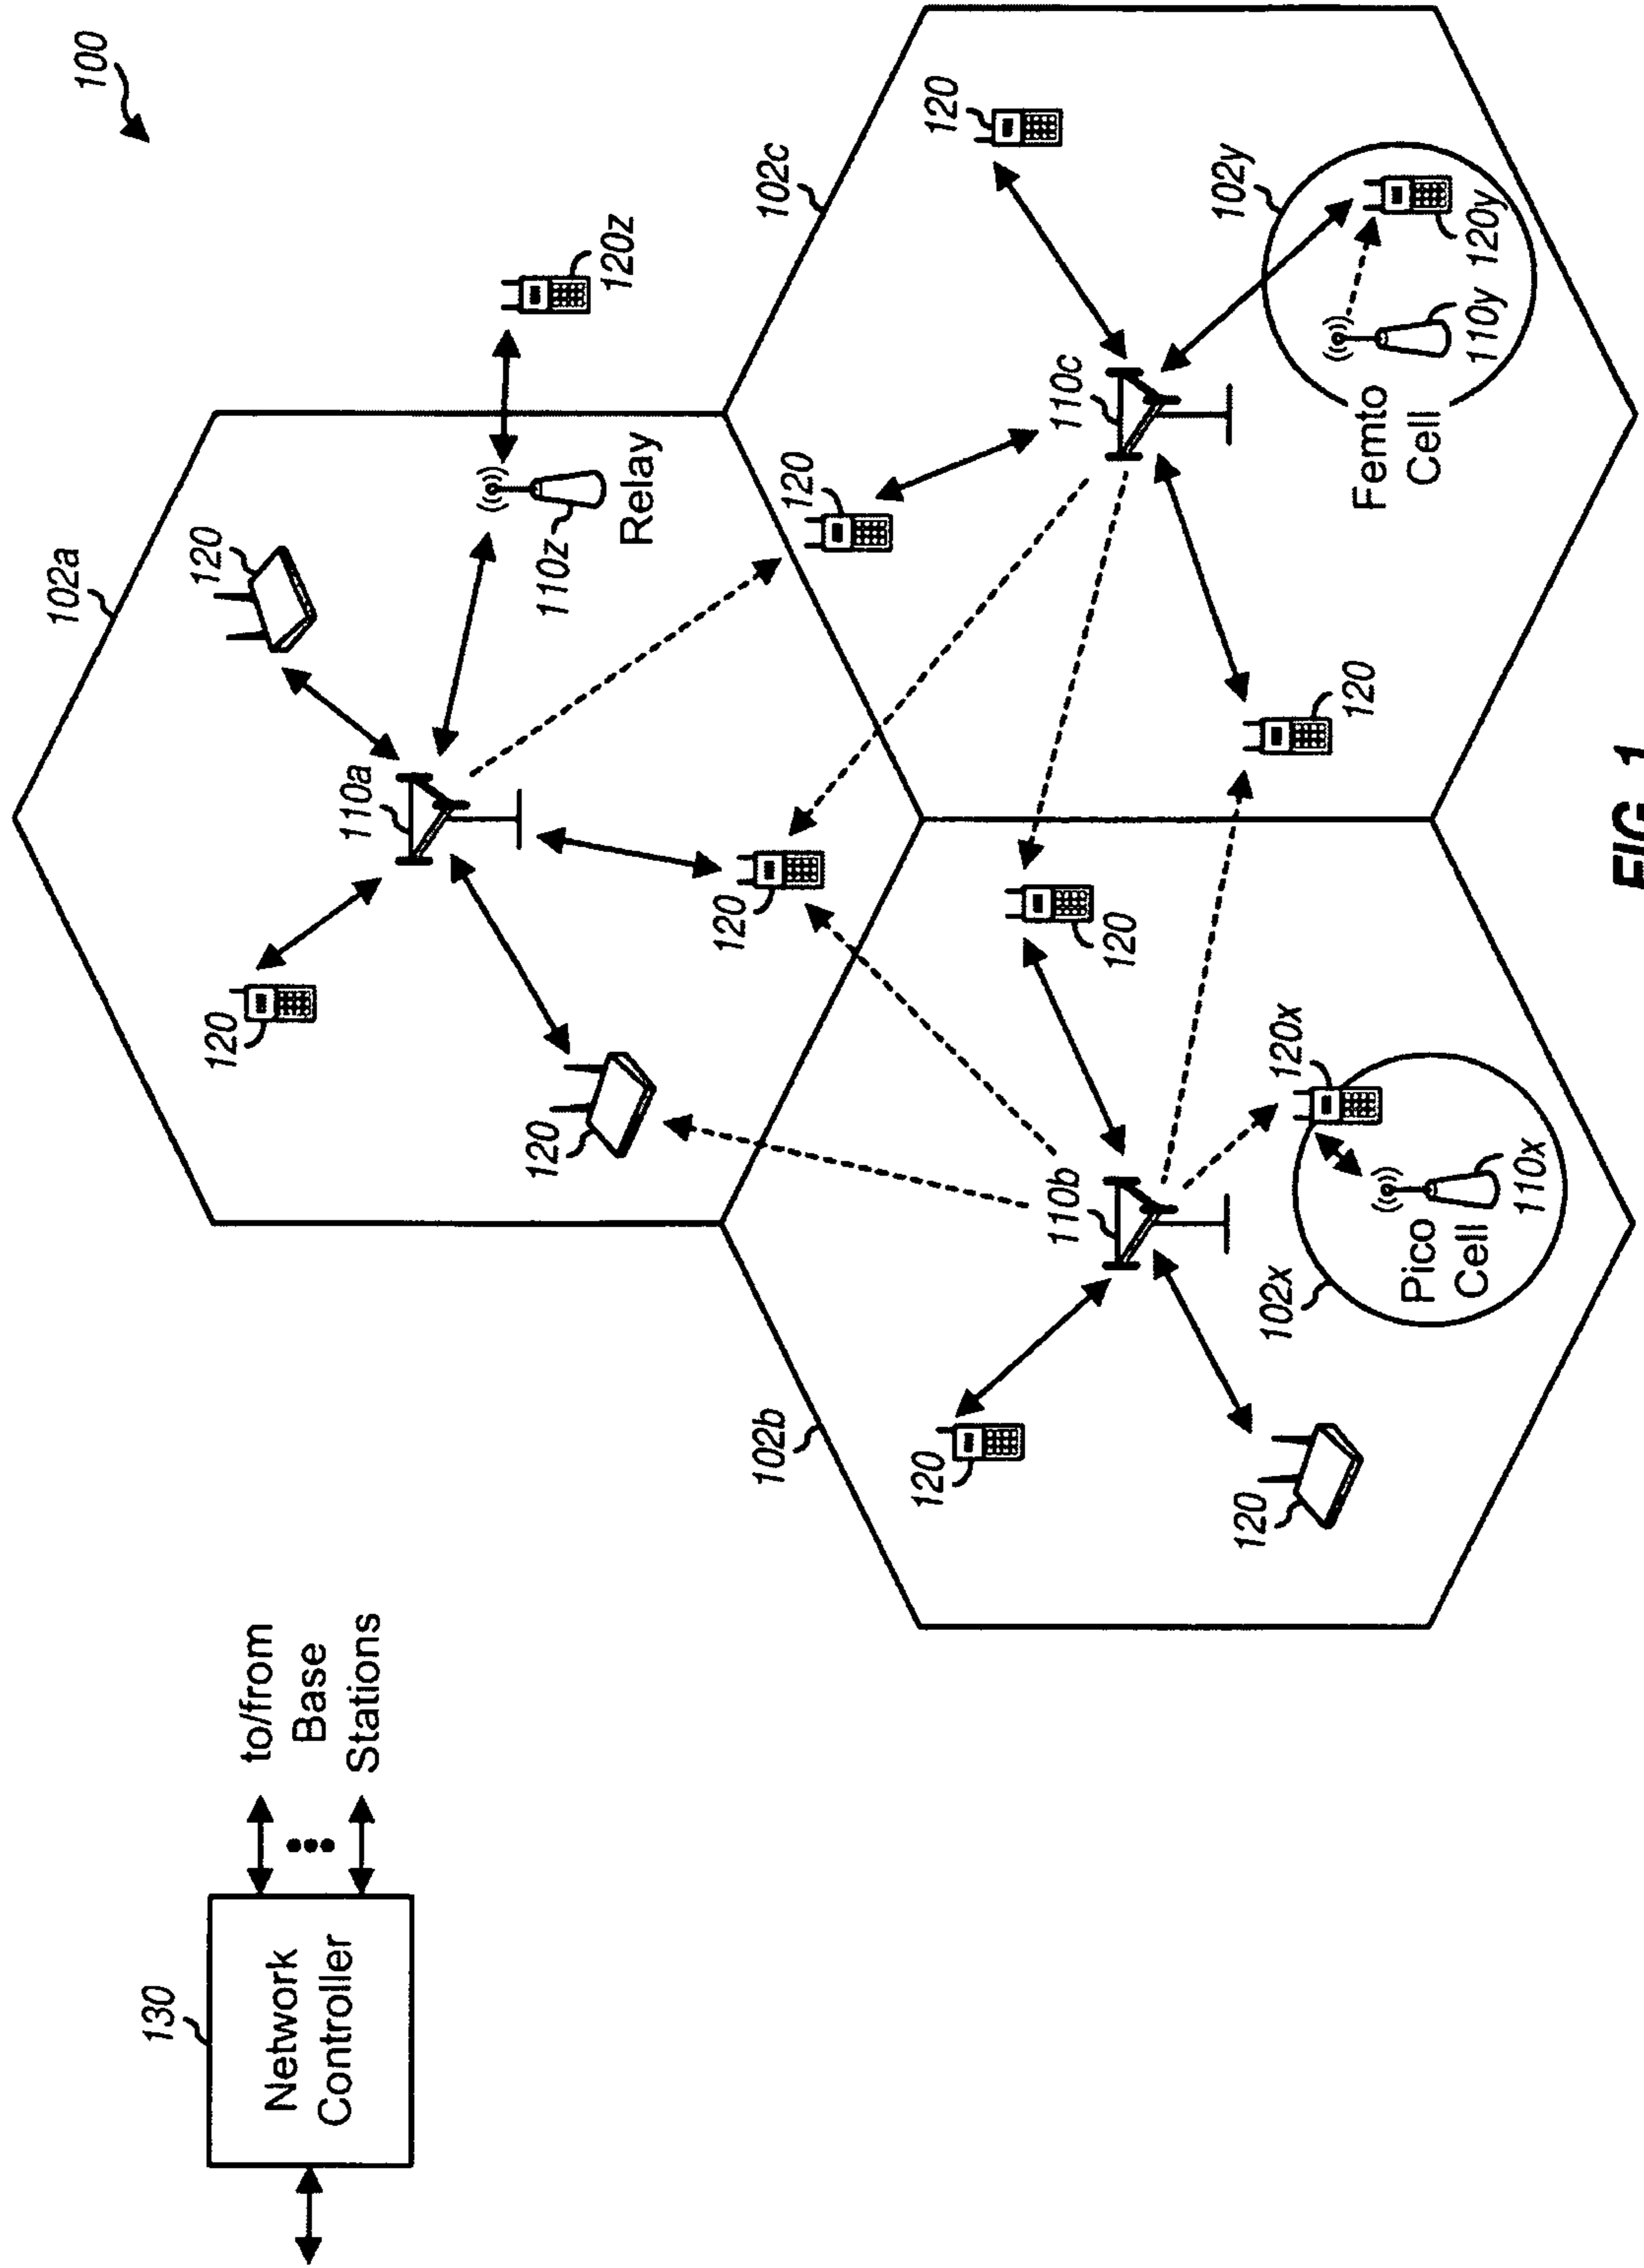 100
130
Network
Controller
to/from
Base
Stations
102a
120
120
110a
120
120
110z
Relay
120z
102b
102c
120
120
120
110b
120
120
102x
Pico
Cell
110x
120x
110c
120
120
102y
Femto
Cell
110y
120y
FIG. 1